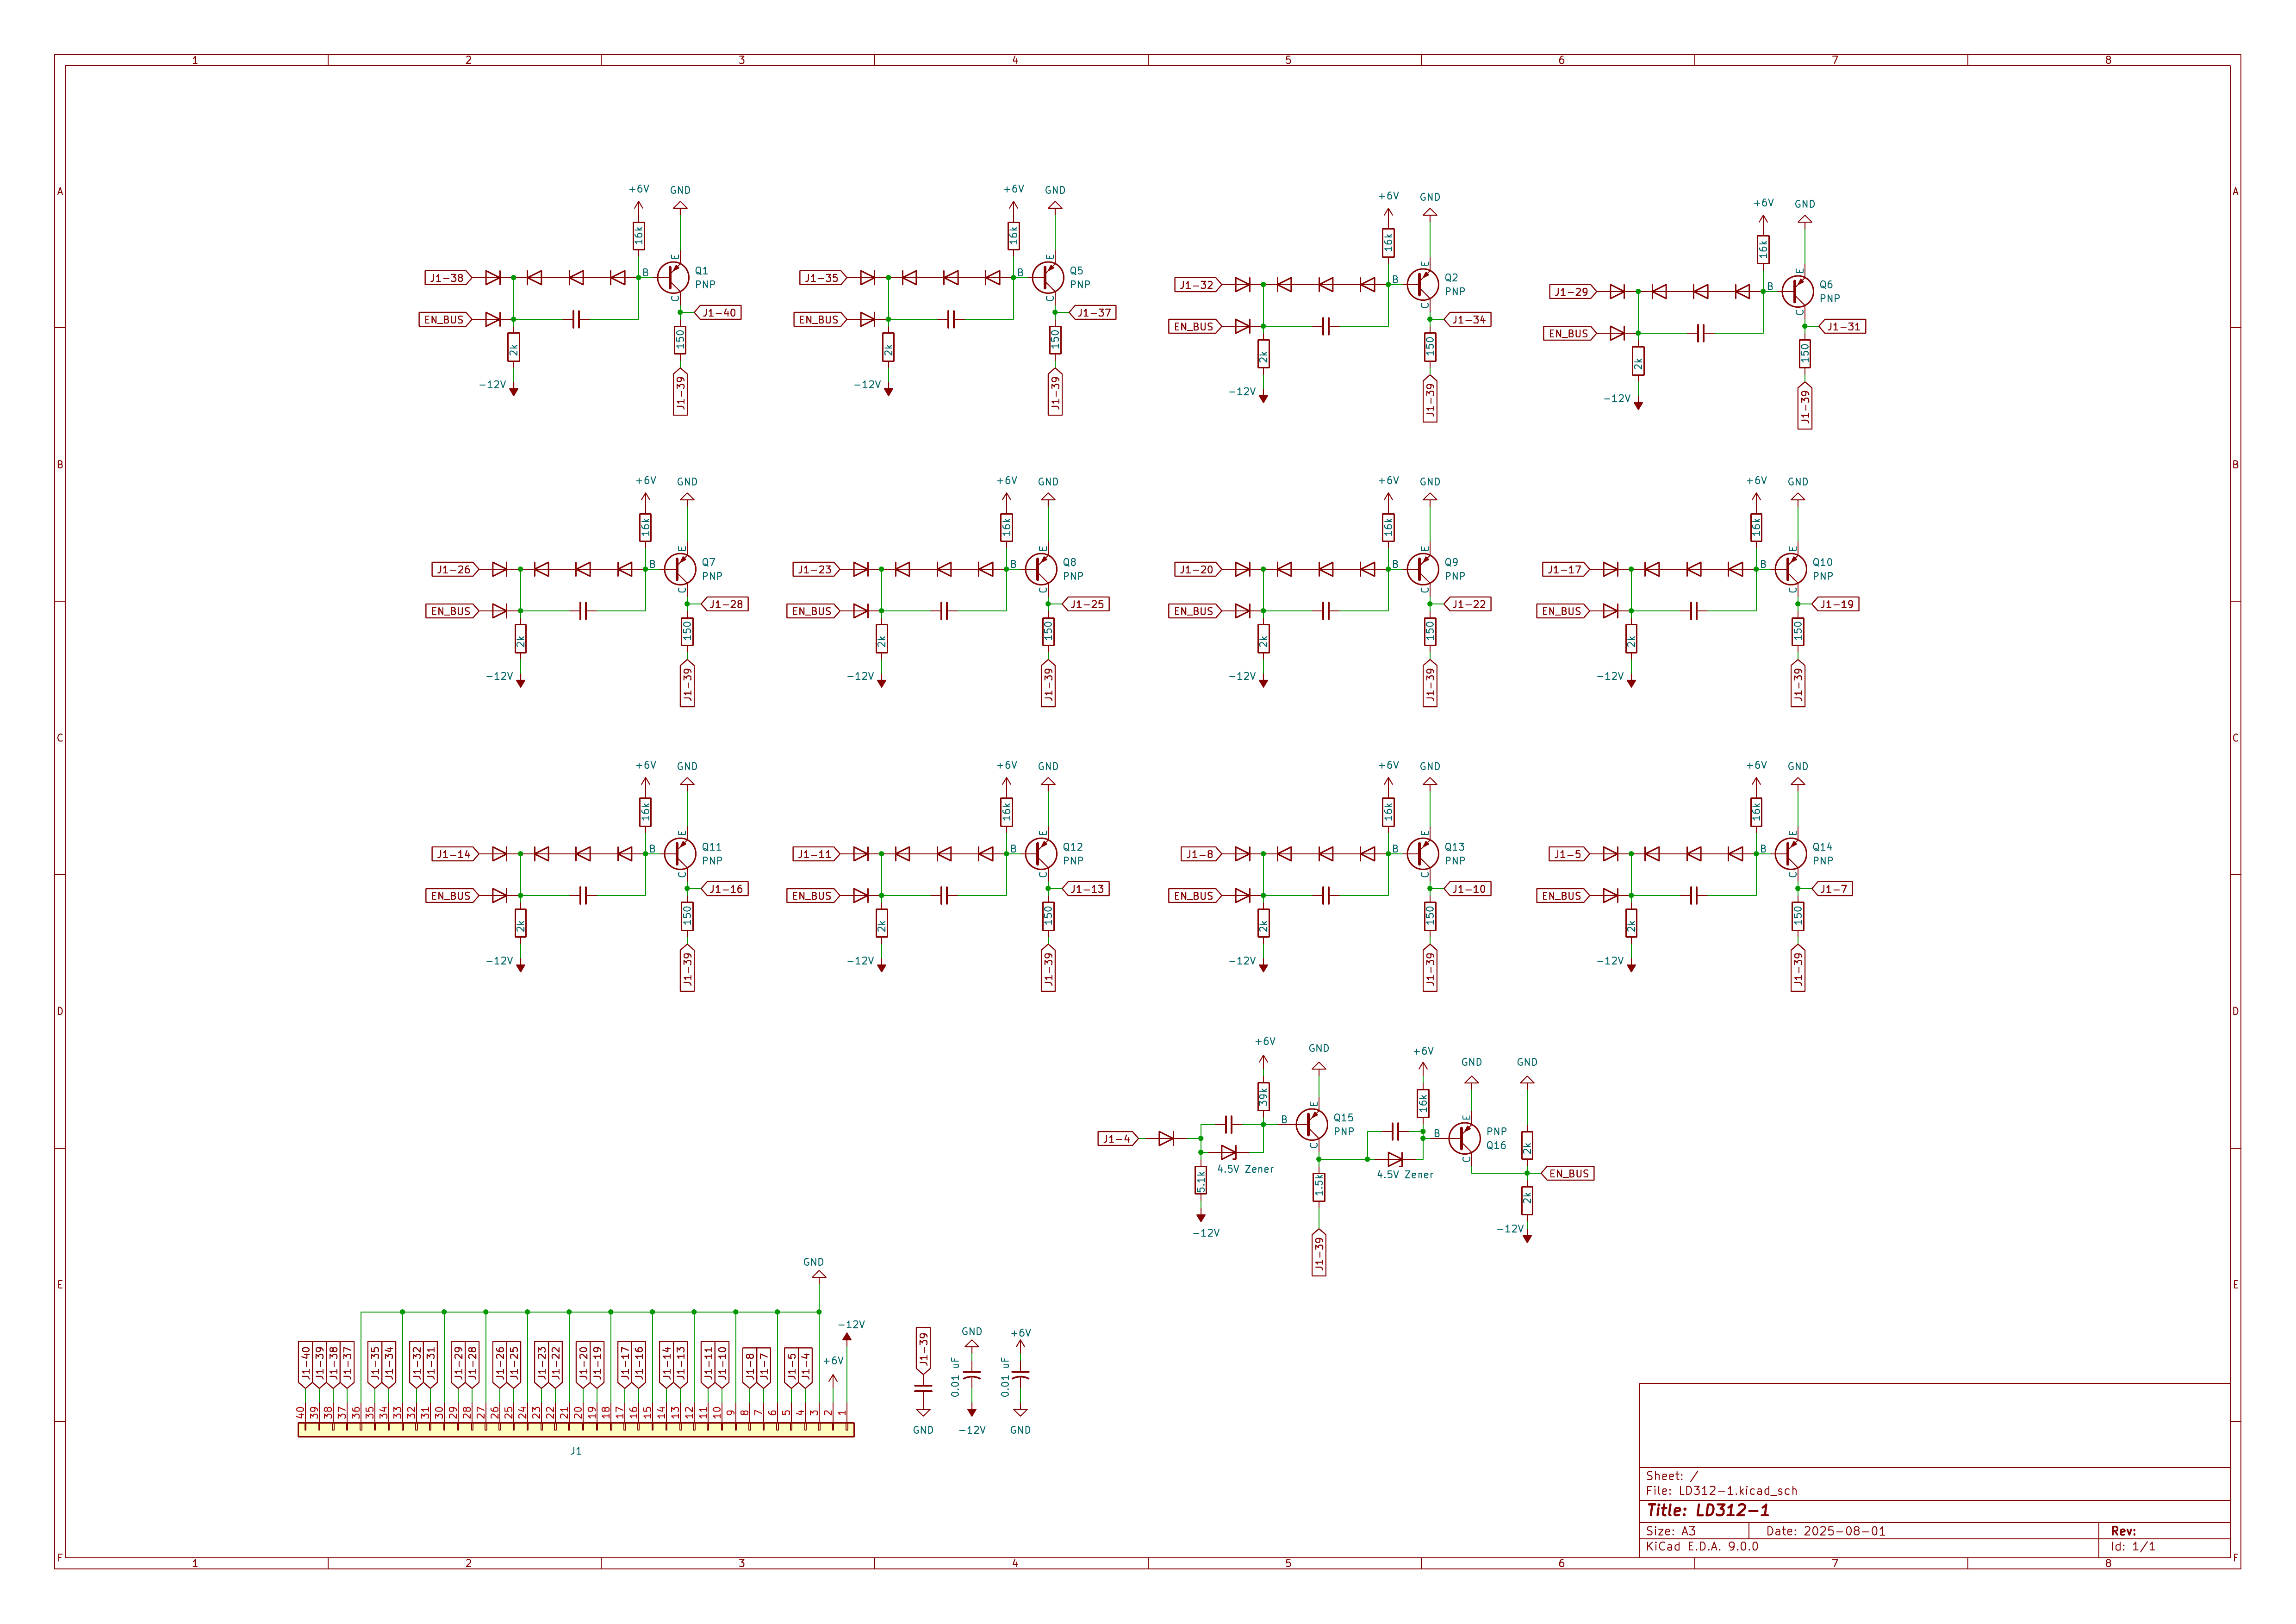 1 2 3 4 5 6 7 8
A A
+6V GND +6V GND +6V GND +6V GND
16k 16k 16k 16k
J1-38 B E C Q1 PNP J1-35 B E C Q5 PNP J1-32 B E C Q2 PNP J1-29 B E C Q6 PNP
EN_BUS J1-40 EN_BUS J1-37 EN_BUS J1-34 EN_BUS J1-31
2k 150 2k 150 2k 150 2k 150
-12V J1-39 -12V J1-39 -12V J1-39 -12V J1-39
B B
+6V GND +6V GND +6V GND +6V GND
16k 16k 16k 16k
J1-26 B E C Q7 PNP J1-23 B E C Q8 PNP J1-20 B E C Q9 PNP J1-17 B E C Q10 PNP
EN_BUS J1-28 EN_BUS J1-25 EN_BUS J1-22 EN_BUS J1-19
2k 150 2k 150 2k 150 2k 150
-12V J1-39 -12V J1-39 -12V J1-39 -12V J1-39
C C
+6V GND +6V GND +6V GND +6V GND
16k 16k 16k 16k
J1-14 B E C Q11 PNP J1-11 B E C Q12 PNP J1-8 B E C Q13 PNP J1-5 B E C Q14 PNP
EN_BUS J1-16 EN_BUS J1-13 EN_BUS J1-10 EN_BUS J1-7
2k 150 2k 150 2k 150 2k 150
-12V J1-39 -12V J1-39 -12V J1-39 -12V J1-39
D D
+6V GND +6V GND GND
39k 16k
J1-4 B E C Q15 PNP B E C PNP Q16 2k
4.5V Zener 4.5V Zener EN_BUS
5.1k 1.5k 2k
-12V J1-39 -12V
E E
GND
-12V
+6V
J1-40 J1-39 J1-38 J1-37 J1-35 J1-34 J1-32 J1-31 J1-29 J1-28 J1-26 J1-25 J1-23 J1-22 J1-20 J1-19 J1-17 J1-16 J1-14 J1-13 J1-11 J1-10 J1-8 J1-7 J1-5 J1-4
40 39 38 37 36 35 34 33 32 31 30 29 28 27 26 25 24 23 22 21 20 19 18 17 16 15 14 13 12 11 10 9 8 7 6 5 4 3 2 1
J1
J1-39 GND +6V
0.01 uF 0.01 uF
GND -12V GND
Sheet: /
File: LD312-1.kicad_sch
Title: LD312-1
Size: A3 Date: 2025-08-01 Rev:
KiCad E.D.A. 9.0.0 Id: 1/1
F F
1 2 3 4 5 6 7 8